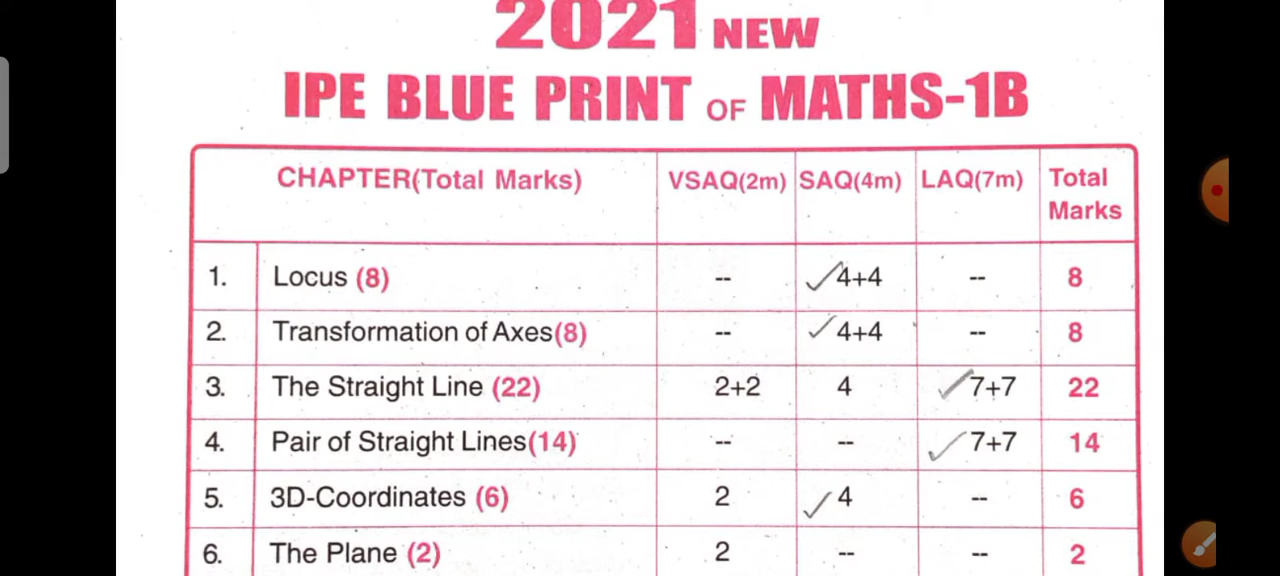 2021 NEW
IPE BLUE PRINT OF MATHS-1B
CHAPTER(Total Marks) VSAQ(2m) SAQ(4m) LAQ(7m) Total Marks
1. Locus (8) -- 4+4 -- 8
2. Transformation of Axes(8) -- 4+4 -- 8
3. The Straight Line (22) 2+2 4 7+7 22
4. Pair of Straight Lines(14) -- -- 7+7 14
5. 3D-Coordinates (6) 2 4 -- 6
6. The Plane (2) 2 -- -- 2